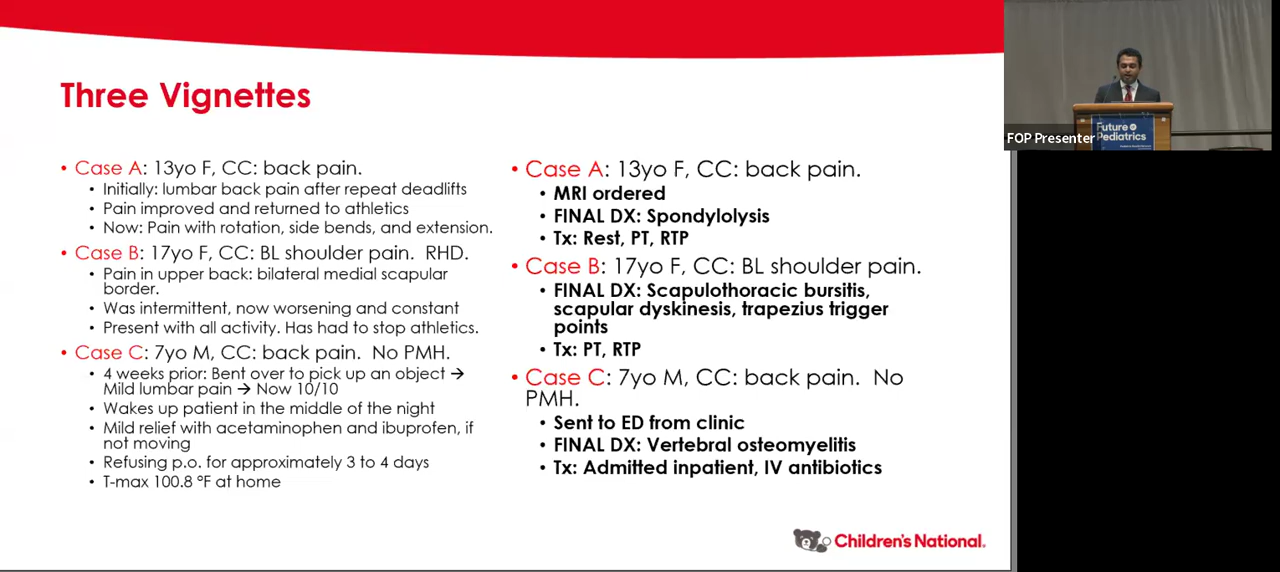 Three Vignettes
• Case A: 13yo F, CC: back pain.
• Initially: lumbar back pain after repeat deadlifts
• Pain improved and returned to athletics
• Now: Pain with rotation, side bends, and extension.
• Case B: 17yo F, CC: BL shoulder pain. RHD.
• Pain in upper back: bilateral medial scapular
border.
• Was intermittent, now worsening and constant
• Present with all activity. Has had to stop athletics.
• Case C: 7yo M, CC: back pain. No PMH.
• 4 weeks prior: Bent over to pick up an object →
Mild lumbar pain → Now 10/10
• Wakes up patient in the middle of the night
• Mild relief with acetaminophen and ibuprofen, if
not moving
• Refusing p.o. for approximately 3 to 4 days
• T-max 100.8 °F at home
• Case A: 13yo F, CC: back pain.
• MRI ordered
• FINAL DX: Spondylolysis
• Tx: Rest, PT, RTP
• Case B: 17yo F, CC: BL shoulder pain.
• FINAL DX: Scapulothoracic bursitis,
scapular dyskinesis, trapezius trigger
points
• Tx: PT, RTP
• Case C: 7yo M, CC: back pain. No
PMH.
• Sent to ED from clinic
• FINAL DX: Vertebral osteomyelitis
• Tx: Admitted inpatient, IV antibiotics
Children's National.
Future of
Pediatrics
FOP Presenter